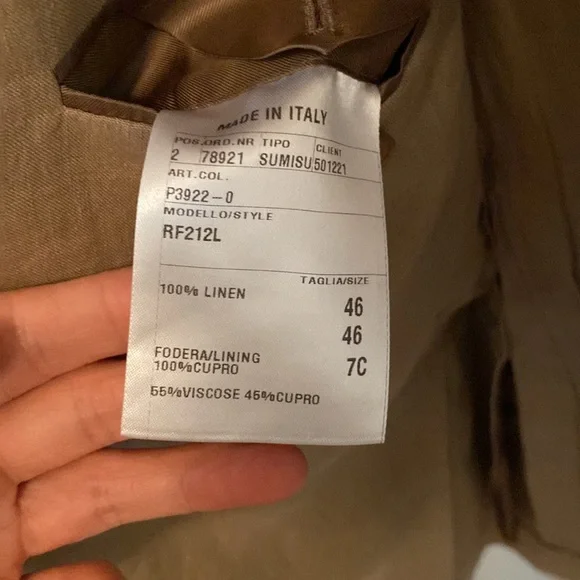 MADE IN ITALY
POS. ORD.NR TIPO CLIENT
2 78921 SUMISU 501221
ART.COL.
P3922-0
MODELLO/STYLE
RF212L
TAGLIA/SIZE
100% LINEN 46
46
FODERA/LINING
100%CUPRO 7C
55%VISCOSE 45%CUPRO